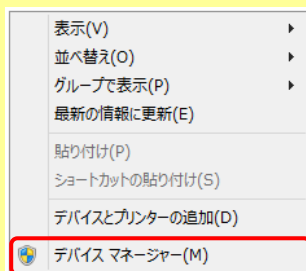 表示(V)
並べ替え(O)
グループで表示(P)
最新の情報に更新(E)
貼り付け(P)
ショートカットの貼り付け(S)
デバイスとプリンターの追加(D)
デバイス マネージャー(M)